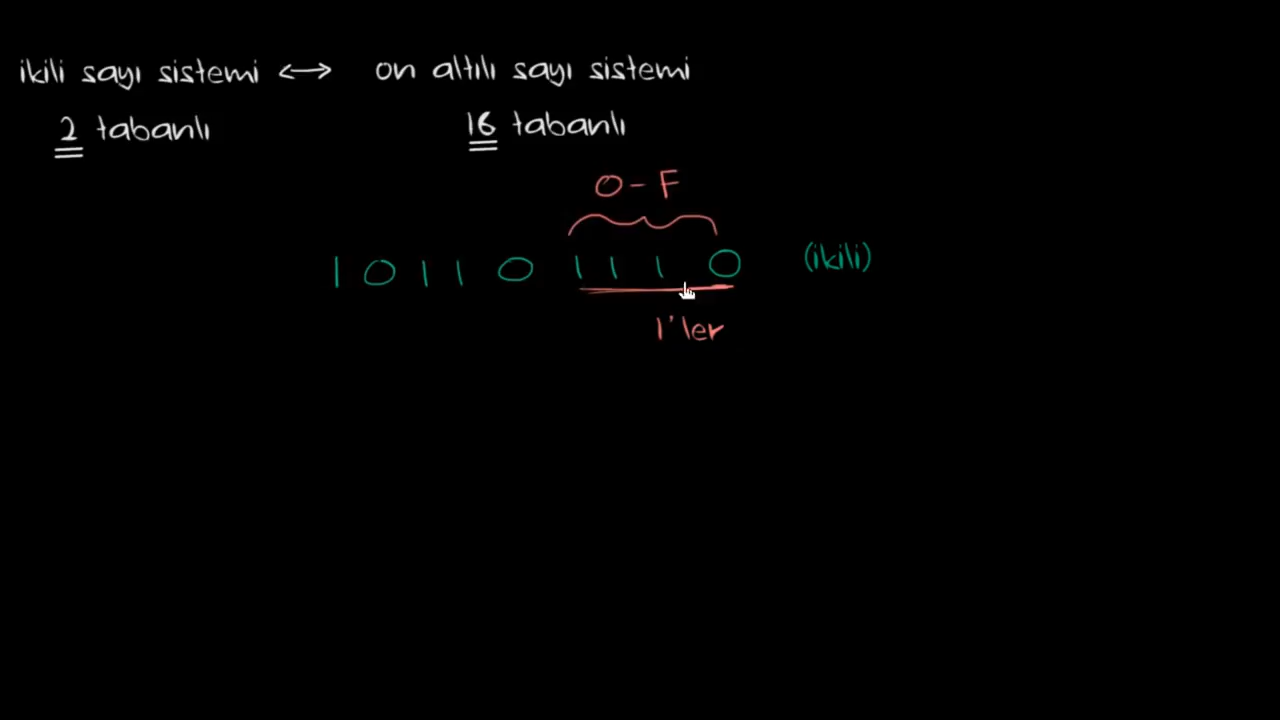 ikili sayı sistemi ↔ on altılı sayı sistemi
2 tabanlı 16 tabanlı
0-F
1 0 1 1 0 1 1 1 0 (ikili)
1'ler